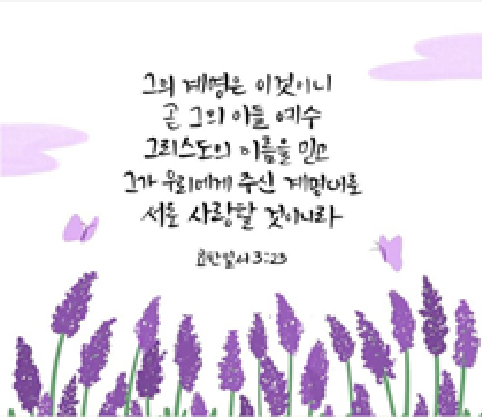 그의 계명은 이것이니
곧 그의 아들 예수
그리스도의 이름을 믿고
그가 우리에게 주신 계명대로
서로 사랑할 것이니라
요한일서 3:23